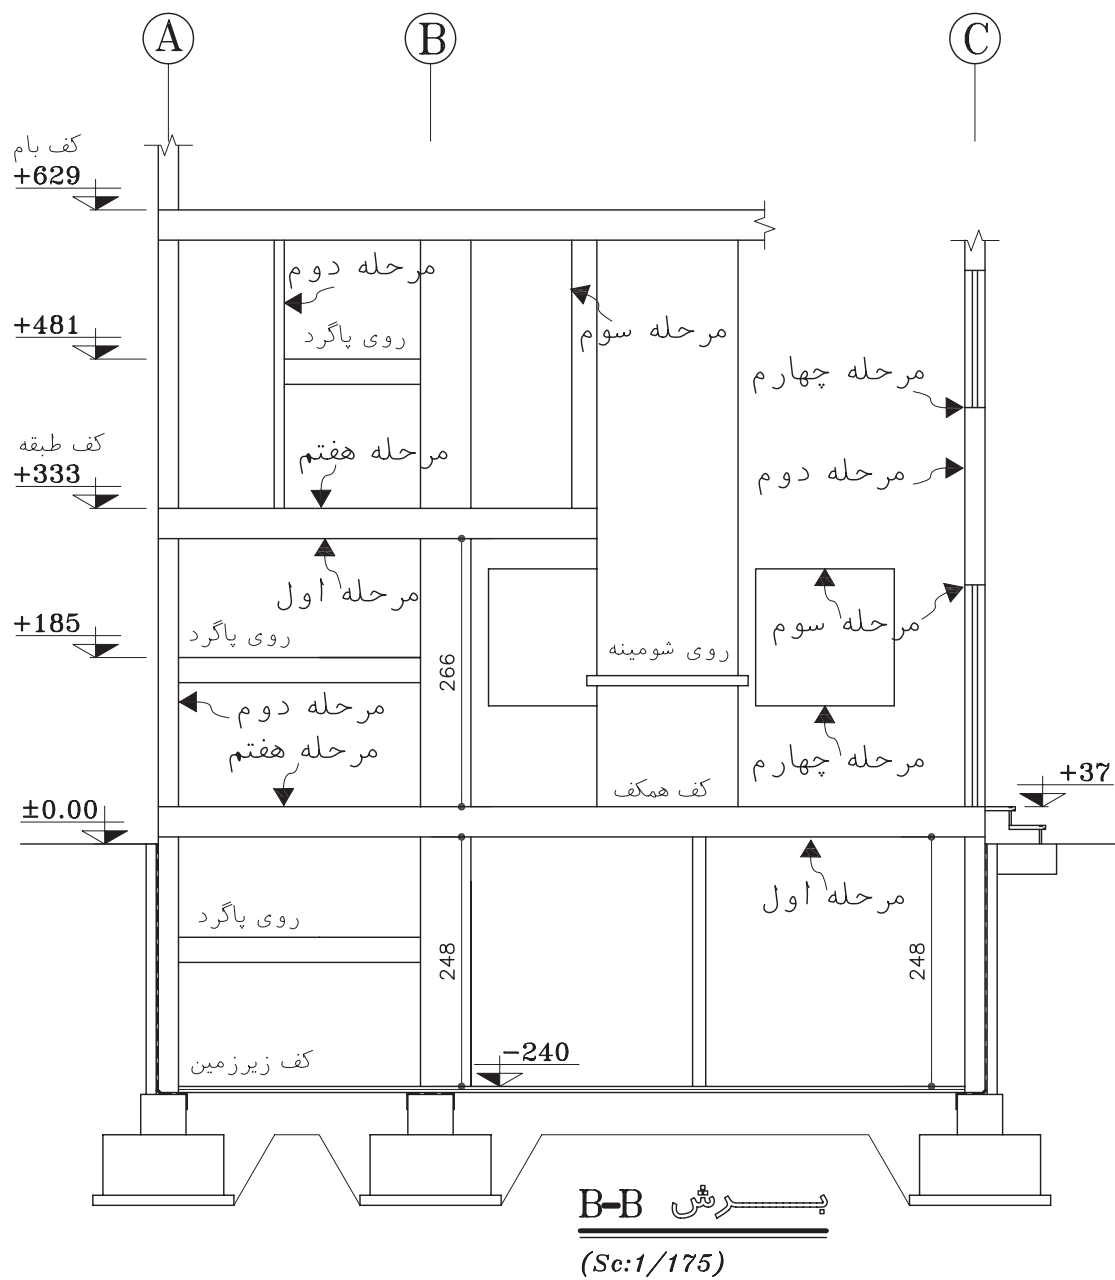 A
B
C
کف بام
+629
مرحله دوم
+481
روی پاگرد
مرحله سوم
مرحله چهارم
کف طبقه
+333
مرحله هفتم
مرحله دوم
مرحله اول
+185
روی پاگرد
266
روی شومینه
مرحله سوم
مرحله دوم
مرحله هفتم
مرحله چهارم
کف همکف
+37
±0.00
مرحله اول
روی پاگرد
248
248
کف زیرزمین
-240
برش B-B
(Sc:1/175)